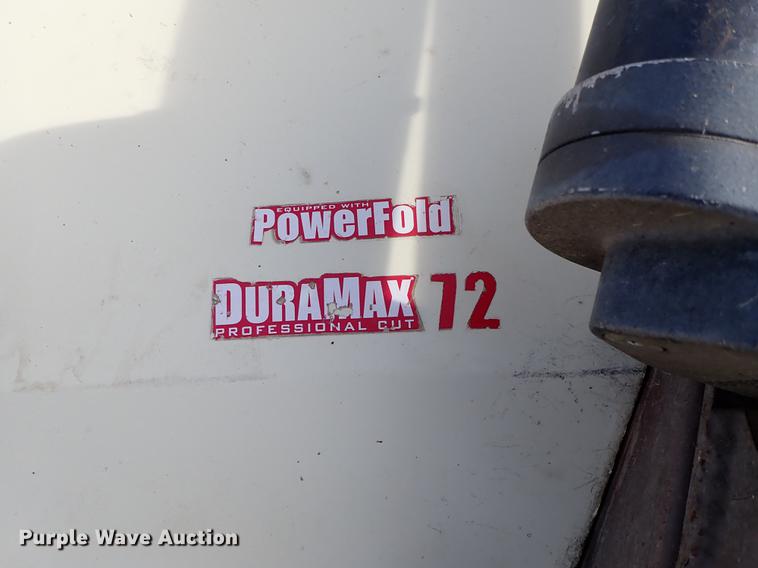 EQUIPPED WITH
PowerFold
DURAMAX 72
PROFESSIONAL CUT
Purple Wave Auction